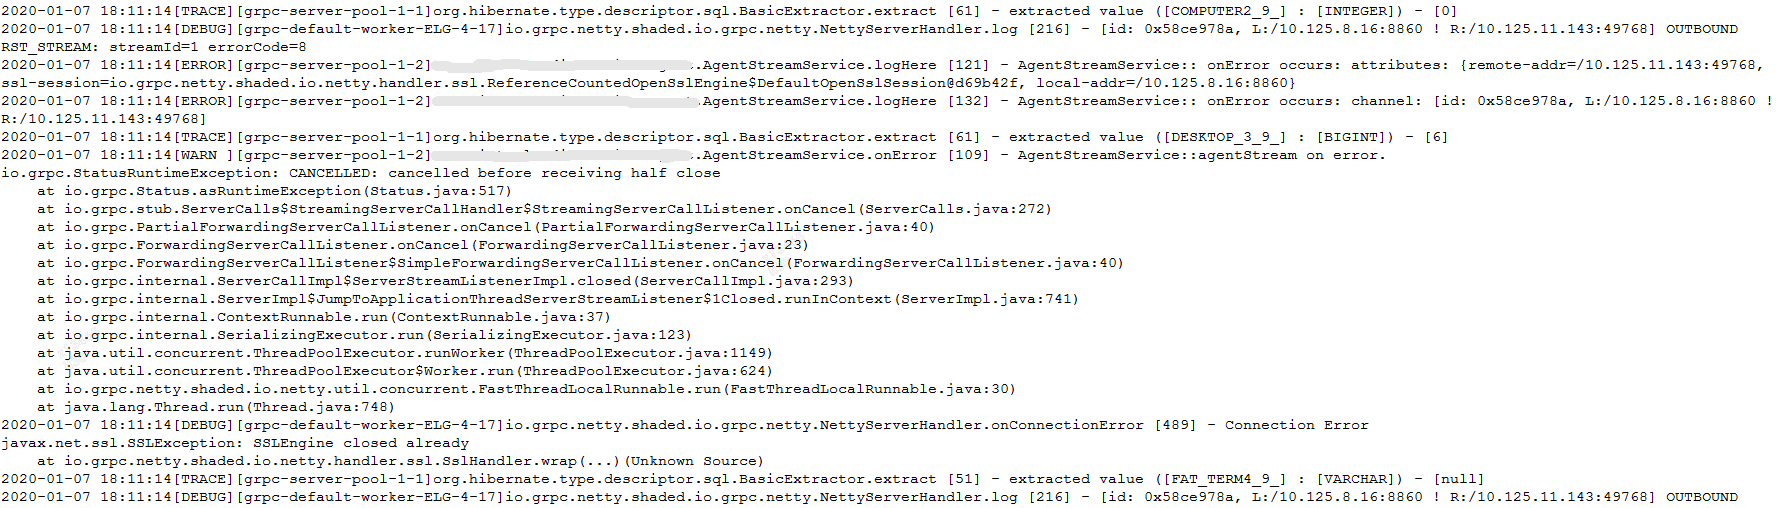 2020-01-07 18:11:14[TRACE][grpc-server-pool-1-1]org.hibernate.type.descriptor.sql.BasicExtractor.extract [61] - extracted value ([COMPUTER2_9_] : [INTEGER]) - [0]
2020-01-07 18:11:14[DEBUG][grpc-default-worker-ELG-4-17]io.grpc.netty.shaded.io.grpc.netty.NettyServerHandler.log [216] - [id: 0x58ce978a, L:/10.125.8.16:8860 ! R:/10.125.11.143:49768] OUTBOUND
RST_STREAM: streamId=1 errorCode=8
2020-01-07 18:11:14[ERROR][grpc-server-pool-1-2] .AgentStreamService.logHere [121] - AgentStreamService:: onError occurs: attributes: {remote-addr=/10.125.11.143:49768,
ssl-session=io.grpc.netty.shaded.io.netty.handler.ssl.ReferenceCountedOpenSslEngine$DefaultOpenSslSession@d69b42f, local-addr=/10.125.8.16:8860}
2020-01-07 18:11:14[ERROR][grpc-server-pool-1-2] .AgentStreamService.logHere [132] - AgentStreamService:: onError occurs: channel: [id: 0x58ce978a, L:/10.125.8.16:8860 !
R:/10.125.11.143:49768]
2020-01-07 18:11:14[TRACE][grpc-server-pool-1-1]org.hibernate.type.descriptor.sql.BasicExtractor.extract [61] - extracted value ([DESKTOP_3_9_] : [BIGINT]) - [6]
2020-01-07 18:11:14[WARN ][grpc-server-pool-1-2] .AgentStreamService.onError [109] - AgentStreamService::agentStream on error.
io.grpc.StatusRuntimeException: CANCELLED: cancelled before receiving half close
    at io.grpc.Status.asRuntimeException(Status.java:517)
    at io.grpc.stub.ServerCalls$StreamingServerCallHandler$StreamingServerCallListener.onCancel(ServerCalls.java:272)
    at io.grpc.PartialForwardingServerCallListener.onCancel(PartialForwardingServerCallListener.java:40)
    at io.grpc.ForwardingServerCallListener.onCancel(ForwardingServerCallListener.java:23)
    at io.grpc.ForwardingServerCallListener$SimpleForwardingServerCallListener.onCancel(ForwardingServerCallListener.java:40)
    at io.grpc.internal.ServerCallImpl$ServerStreamListenerImpl.closed(ServerCallImpl.java:293)
    at io.grpc.internal.ServerImpl$JumpToApplicationThreadServerStreamListener$1Closed.runInContext(ServerImpl.java:741)
    at io.grpc.internal.ContextRunnable.run(ContextRunnable.java:37)
    at io.grpc.internal.SerializingExecutor.run(SerializingExecutor.java:123)
    at java.util.concurrent.ThreadPoolExecutor.runWorker(ThreadPoolExecutor.java:1149)
    at java.util.concurrent.ThreadPoolExecutor$Worker.run(ThreadPoolExecutor.java:624)
    at io.grpc.netty.shaded.io.netty.util.concurrent.FastThreadLocalRunnable.run(FastThreadLocalRunnable.java:30)
    at java.lang.Thread.run(Thread.java:748)
2020-01-07 18:11:14[DEBUG][grpc-default-worker-ELG-4-17]io.grpc.netty.shaded.io.grpc.netty.NettyServerHandler.onConnectionError [489] - Connection Error
javax.net.ssl.SSLException: SSLEngine closed already
    at io.grpc.netty.shaded.io.netty.handler.ssl.SslHandler.wrap(...)(Unknown Source)
2020-01-07 18:11:14[TRACE][grpc-server-pool-1-1]org.hibernate.type.descriptor.sql.BasicExtractor.extract [51] - extracted value ([FAT_TERM4_9_] : [VARCHAR]) - [null]
2020-01-07 18:11:14[DEBUG][grpc-default-worker-ELG-4-17]io.grpc.netty.shaded.io.grpc.netty.NettyServerHandler.log [216] - [id: 0x58ce978a, L:/10.125.8.16:8860 ! R:/10.125.11.143:49768] OUTBOUND